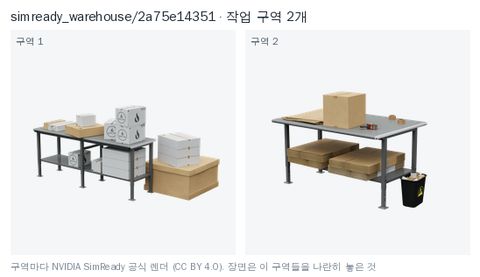 simready_warehouse/2a75e14351 · 작업 구역 2개
구역 1
구역 2
구역마다 NVIDIA SimReady 공식 렌더 (CC BY 4.0). 장면은 이 구역들을 나란히 놓은 것